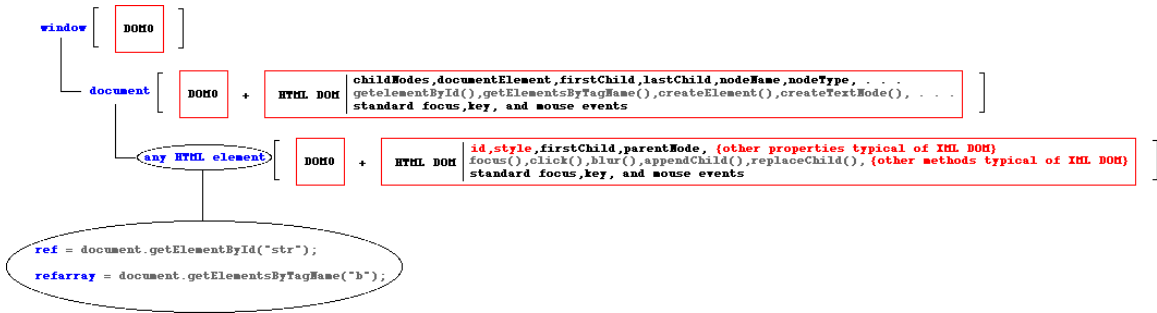 window [ DOM0 ]
document [ DOM0 + HTML DOM
childNodes,documentElement,firstChild,lastChild,nodeName,nodeType, . . .
getelementById(),getElementsByTagName(),createElement(),createTextNode(), . . .
standard focus,key, and mouse events ]
any HTML element [ DOM0 + HTML DOM
id,style,firstChild,parentNode, {other properties typical of XML DOM}
focus(),click(),blur(),appendChild(),replaceChild(), {other methods typical of XML DOM}
standard focus,key, and mouse events ]
ref = document.getElementById("str");
refarray = document.getElementsByTagName("b");